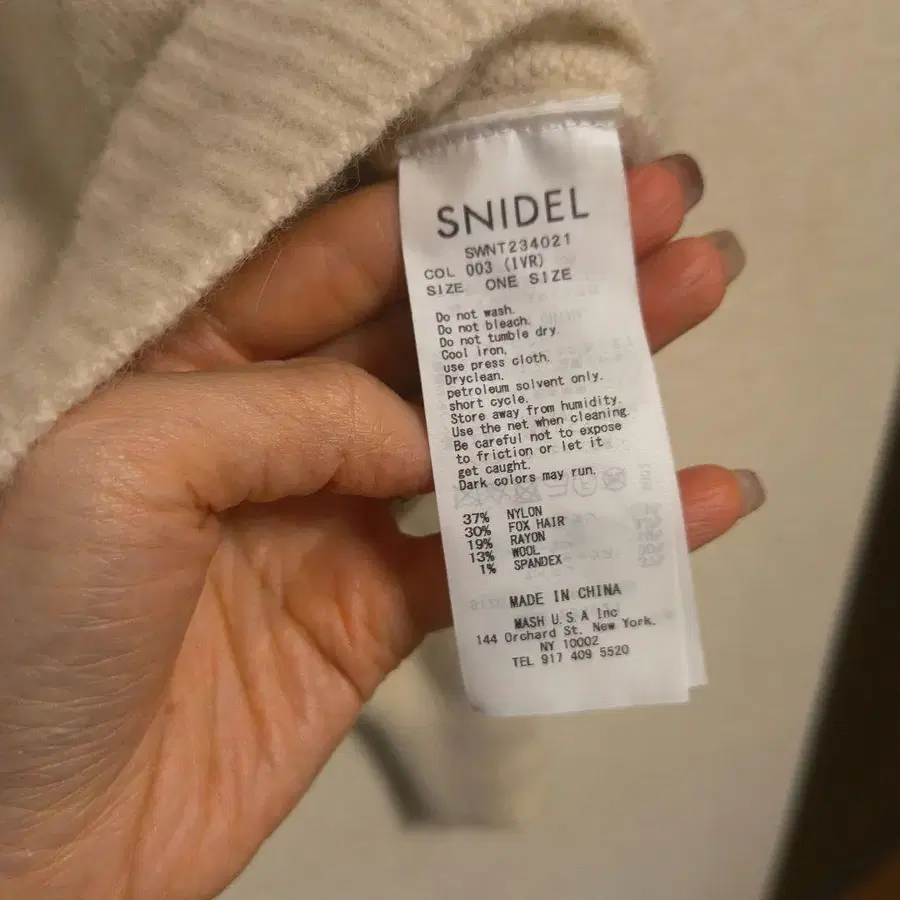 SNIDEL
SWNT234021
COL 003 (IVR)
SIZE ONE SIZE
Do not wash.
Do not bleach.
Do not tumble dry.
Cool iron.
use press cloth.
Dryclean.
petroleum solvent only.
short cycle.
Store away from humidity.
Use the net when cleaning.
Be careful not to expose
to friction or let it
get caught.
Dark colors may run.
37% NYLON
30% FOX HAIR
19% RAYON
13% WOOL
1% SPANDEX
MADE IN CHINA
MASH U.S.A Inc
144 Orchard St. New York.
NY 10002
TEL 917 409 5520